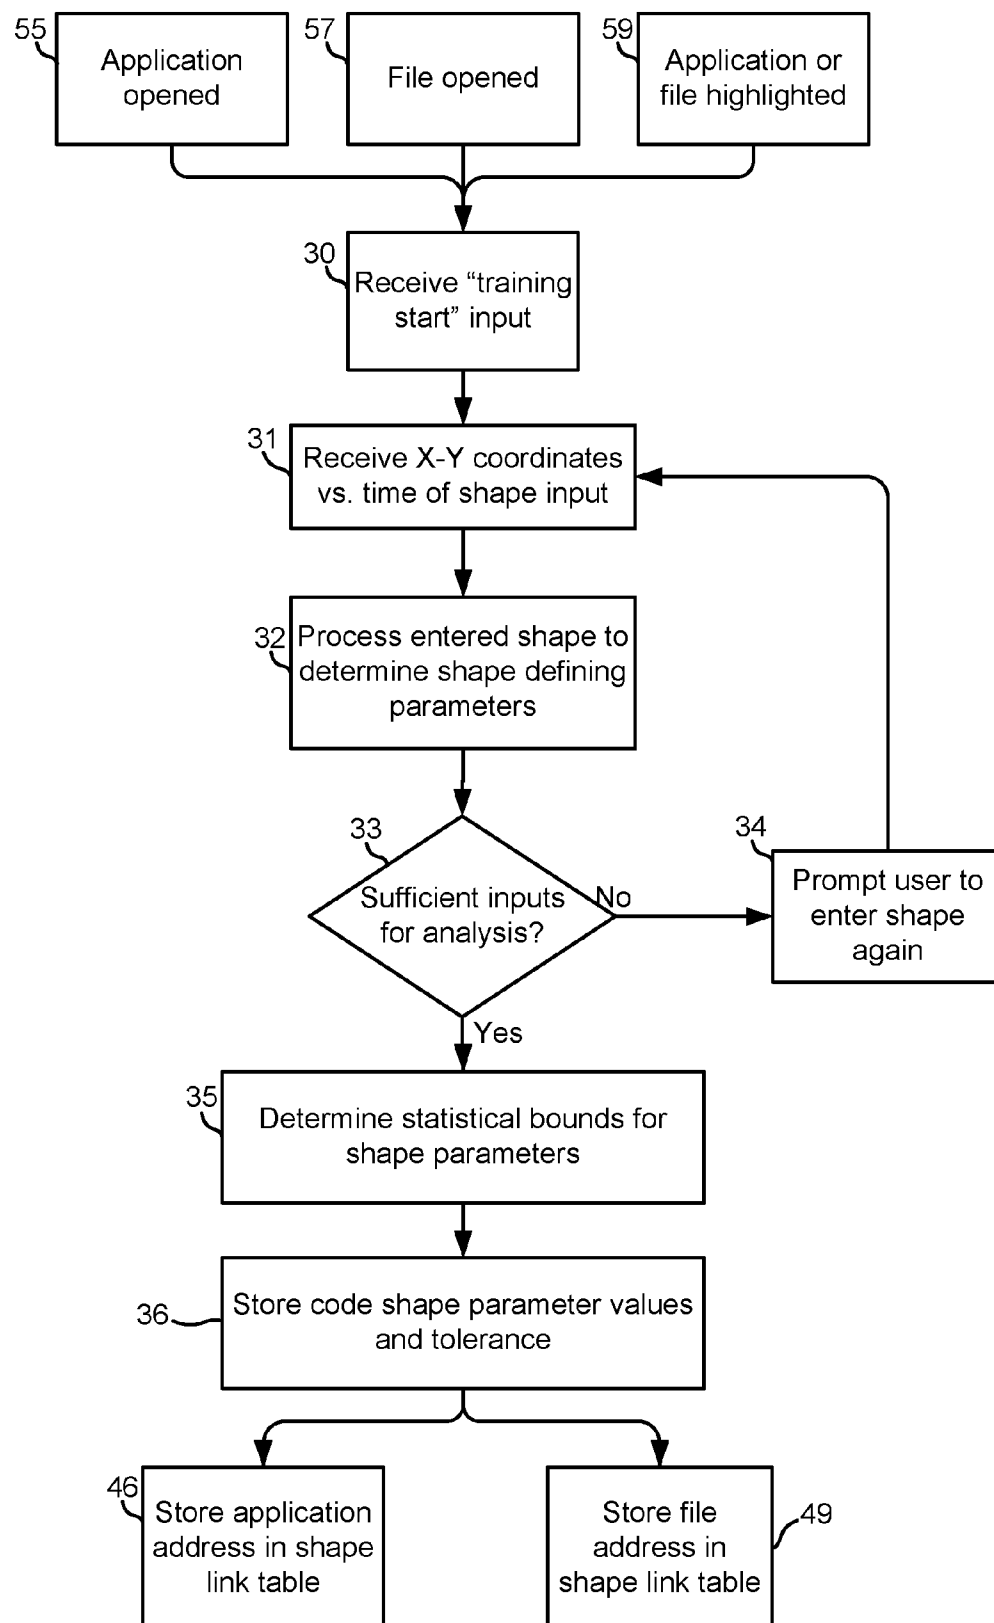 55
Application
opened
57
File opened
59
Application or
file highlighted
30
Receive “training
start” input
31
Receive X-Y coordinates
vs. time of shape input
32
Process entered shape to
determine shape defining
parameters
33
Sufficient inputs
for analysis?
No
34
Prompt user to
enter shape
again
Yes
35
Determine statistical bounds for
shape parameters
36
Store code shape parameter values
and tolerance
46
Store application
address in shape
link table
Store file
address in
shape link table
49